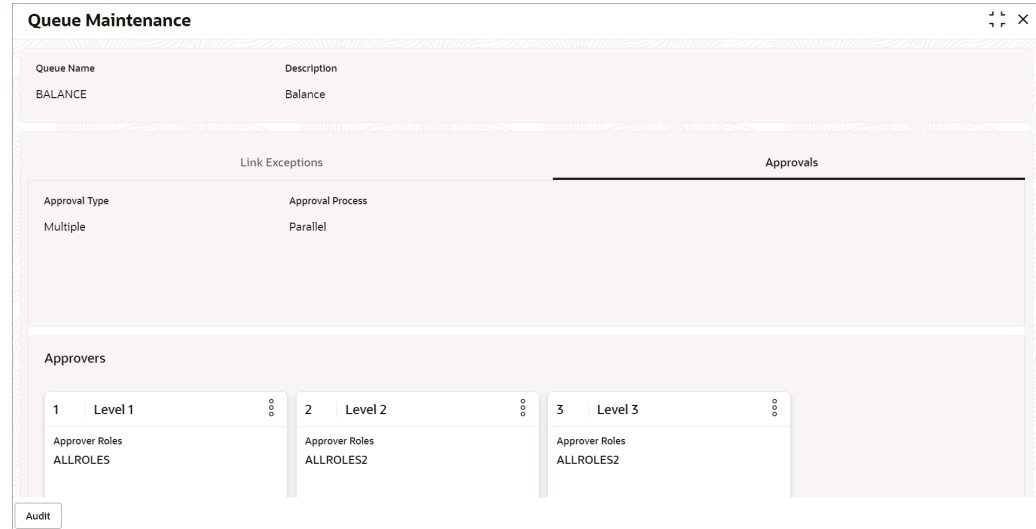 Queue Maintenance
Queue Name Description
BALANCE Balance
Link Exceptions Approvals
Approval Type Approval Process
Multiple Parallel
Approvers
1 Level 1 2 Level 2 3 Level 3
Approver Roles Approver Roles Approver Roles
ALLROLES ALLROLES2 ALLROLES2
Audit